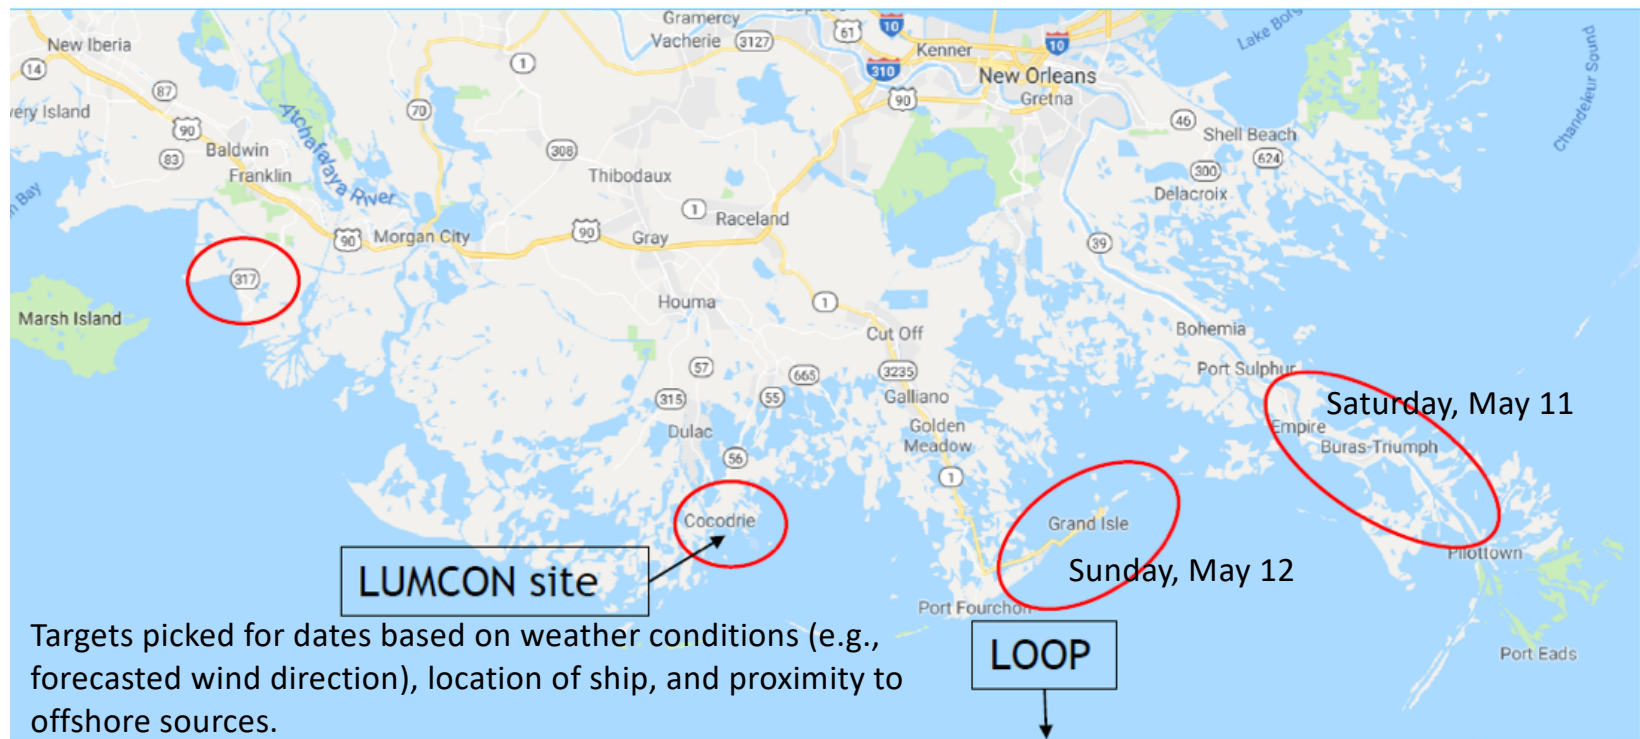 Gramercy
Laplace
10
Lake Borg
New Iberia
Vacherie
3127
61
Kenner
10
14
1
310
New Orleans
Chandeleur Sound
87
70
90
Gretna
very Island
90
Atchafalaya River
46
Shell Beach
83
Baldwin
308
624
Franklin
Thibodaux
300
Delacroix
n Bay
1
Raceland
90
Morgan City
90
Gray
39
317
Houma
1
Marsh Island
Cut Off
Bohemia
57
665
3235
Port Sulphur
315
55
Galliano
Saturday, May 11
Dulac
Golden
Meadow
Empire
Buras-Triumph
56
1
Cocodrie
Grand Isle
Pilottown
LUMCON site
Sunday, May 12
Port Fourchon
Targets picked for dates based on weather conditions (e.g.,
forecasted wind direction), location of ship, and proximity to
offshore sources.
LOOP
Port Eads